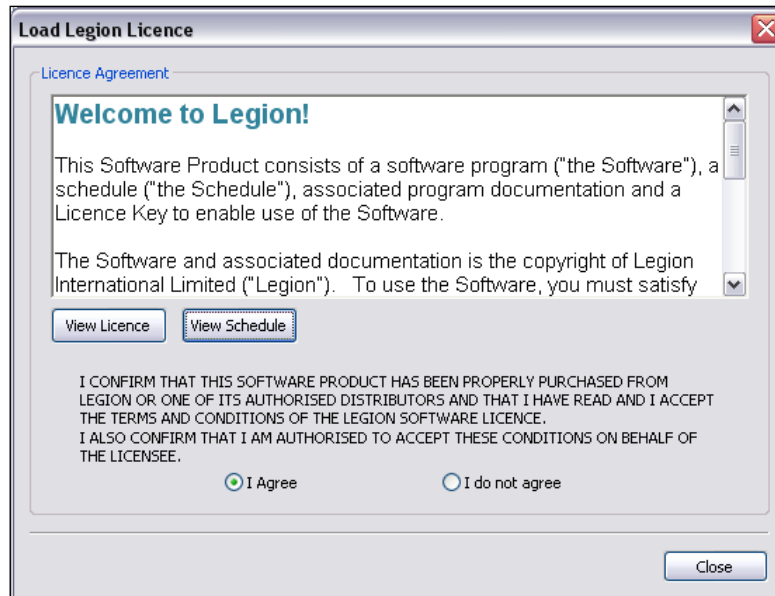 Load Legion Licence
Licence Agreement
Welcome to Legion!
This Software Product consists of a software program ("the Software"), a
schedule ("the Schedule"), associated program documentation and a
Licence Key to enable use of the Software.
The Software and associated documentation is the copyright of Legion
International Limited ("Legion").   To use the Software, you must satisfy
View Licence
View Schedule
I CONFIRM THAT THIS SOFTWARE PRODUCT HAS BEEN PROPERLY PURCHASED FROM
LEGION OR ONE OF ITS AUTHORISED DISTRIBUTORS AND THAT I HAVE READ AND I ACCEPT
THE TERMS AND CONDITIONS OF THE LEGION SOFTWARE LICENCE.
I ALSO CONFIRM THAT I AM AUTHORISED TO ACCEPT THESE CONDITIONS ON BEHALF OF
THE LICENSEE.
I Agree
I do not agree
Close